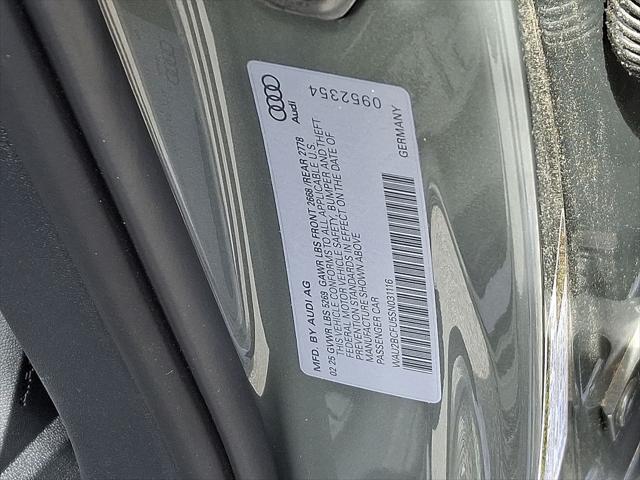 MFD. BY AUDI AG
02.25 GVWR LBS 5269 GAWR LBS FRONT 2668 /REAR 2778
THIS VEHICLE CONFORMS TO ALL APPLICABLE U.S.
FEDERAL MOTOR VEHICLE SAFETY, BUMPER AND THEFT
PREVENTION STANDARDS IN EFFECT ON THE DATE OF
MANUFACTURE SHOWN ABOVE
PASSENGER CAR
WAU2BCFU5SN031116
GERMANY
Audi
0952354